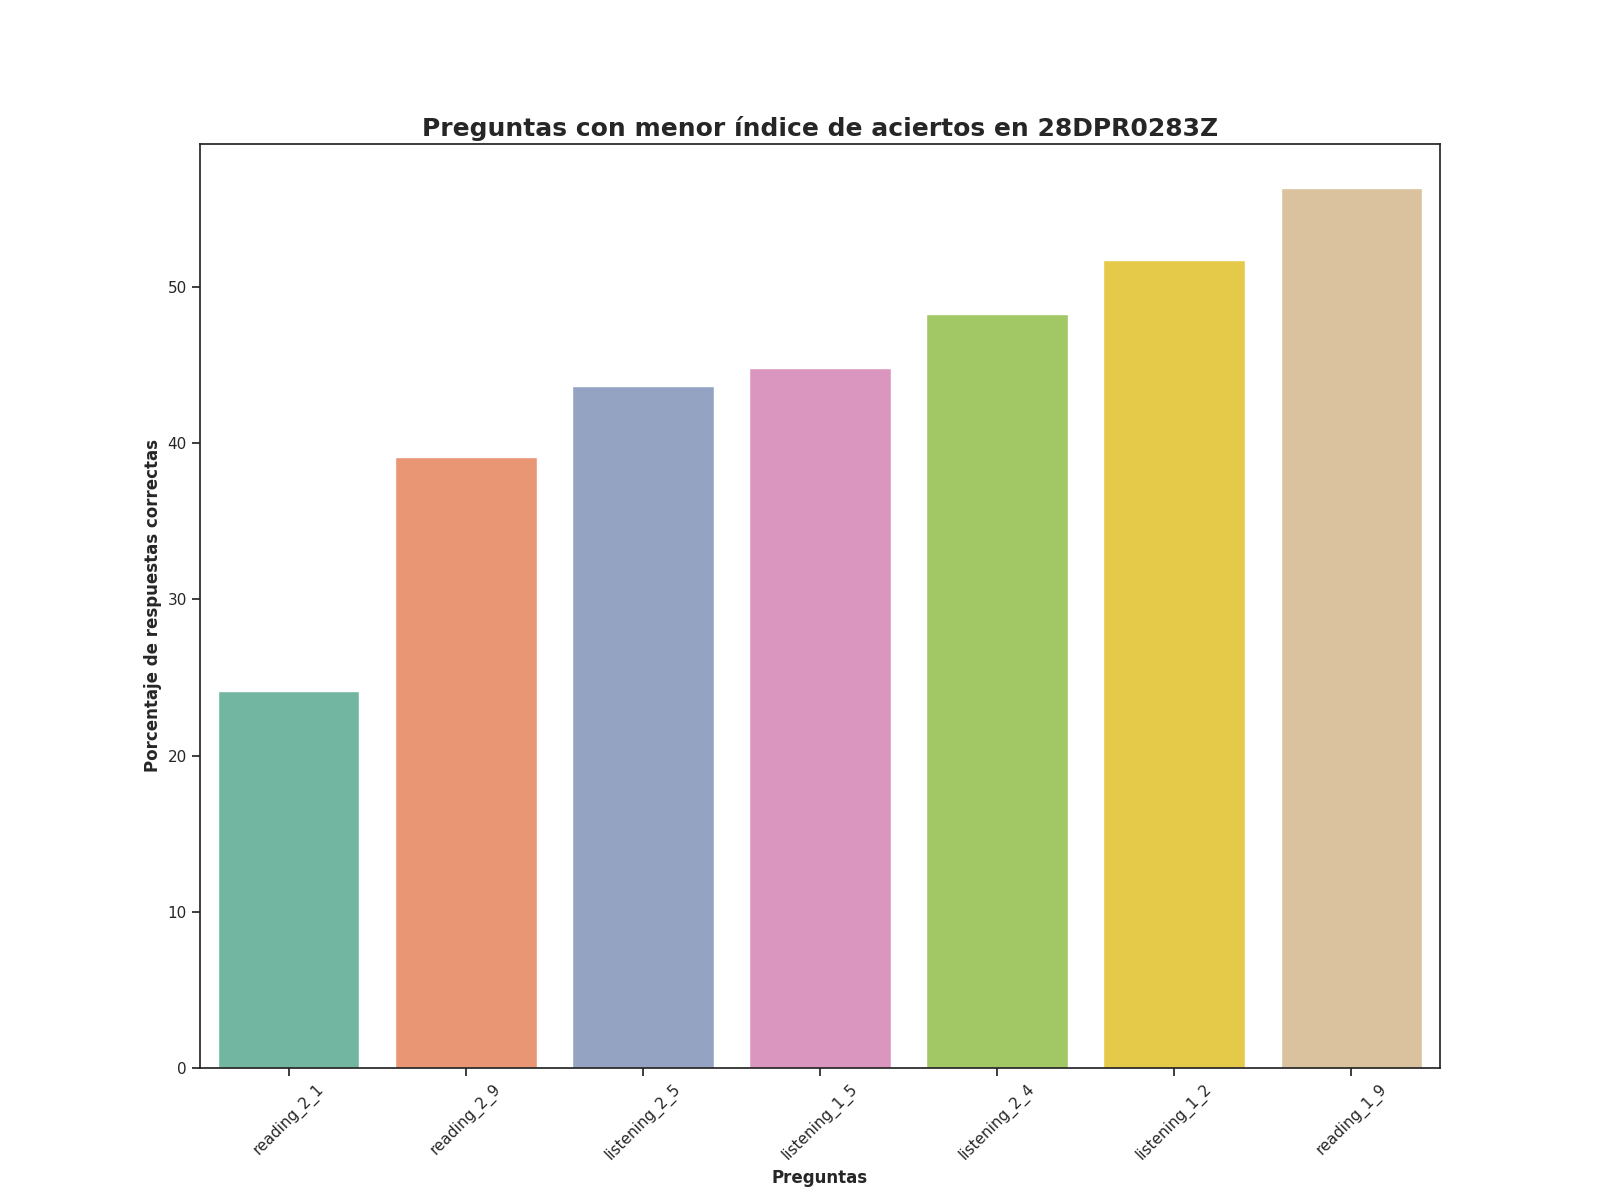 Preguntas con menor índice de aciertos en 28DPR0283Z
Porcentaje de respuestas correctas
50
40
30
20
10
0
reading_2_1
reading_2_9
listening_2_5
listening_1_5
listening_2_4
listening_1_2
reading_1_9
Preguntas